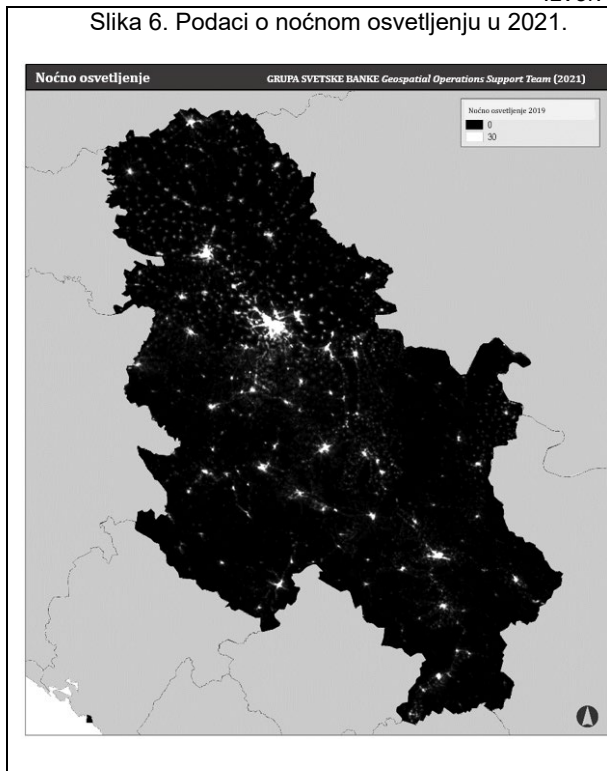 Slika 6. Podaci o noćnom osvetljenju u 2021.
Noćno osvetljenje
GRUPA SVETSKE BANKE Geospatial Operations Support Team (2021)
Noćno osvetljenje 2019
0
30